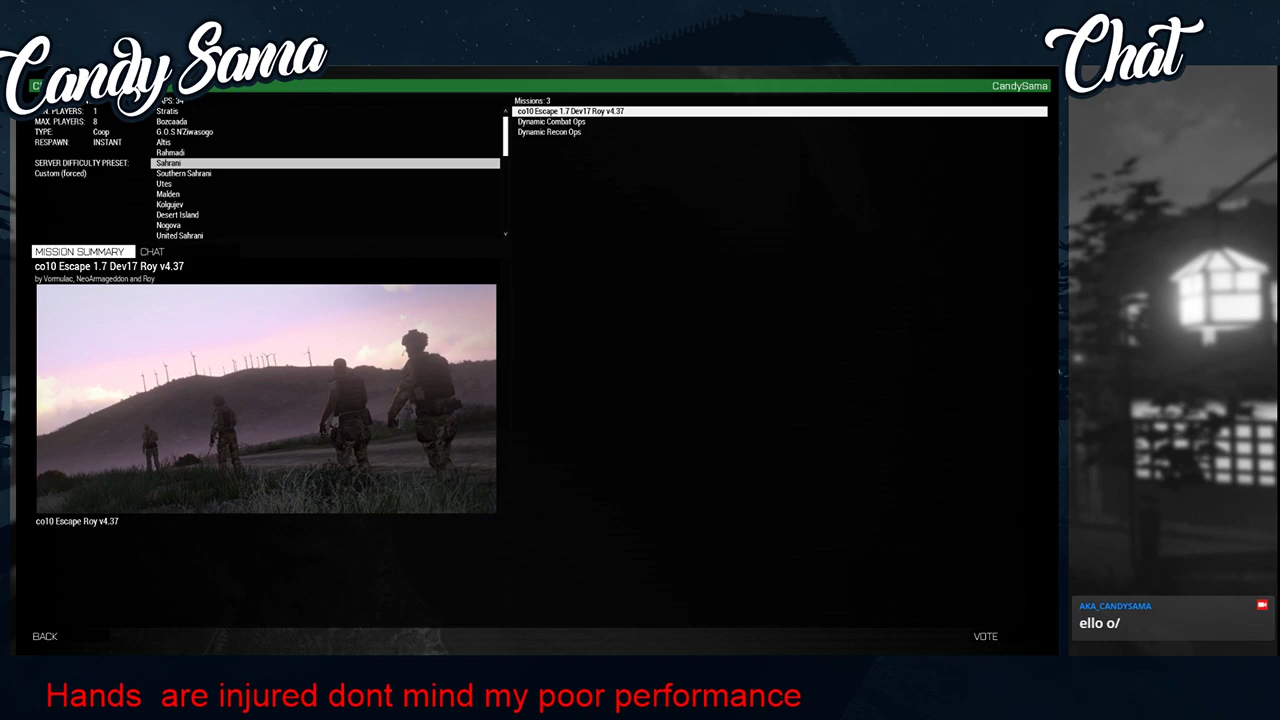 Candy Sama
Chat
CandySama
MAPS: 34
Missions: 3
MIN. PLAYERS: 1
MAX. PLAYERS: 8
TYPE: Coop
RESPAWN: INSTANT
SERVER DIFFICULTY PRESET:
Custom (forced)
Stratis
Bozcaada
G.O.S N'Ziwasogo
Altis
Rahmadi
Sahrani
Southern Sahrani
Utes
Malden
Kolgujev
Desert Island
Nogova
United Sahrani
co10 Escape 1.7 Dev17 Roy v4.37
Dynamic Combat Ops
Dynamic Recon Ops
MISSION SUMMARY CHAT
co10 Escape 1.7 Dev17 Roy v4.37
by Vormulac, NeoArmageddon and Roy
co10 Escape Roy v4.37
AKA_CANDYSAMA
ello o/
BACK
VOTE
Hands are injured dont mind my poor performance